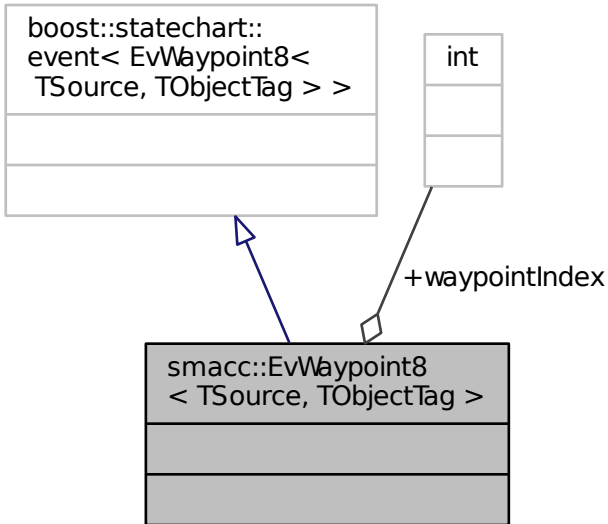 boost::statechart::
event< EvWaypoint8<
TSource, TObjectTag > >
int
+waypointIndex
smacc::EvWaypoint8
< TSource, TObjectTag >